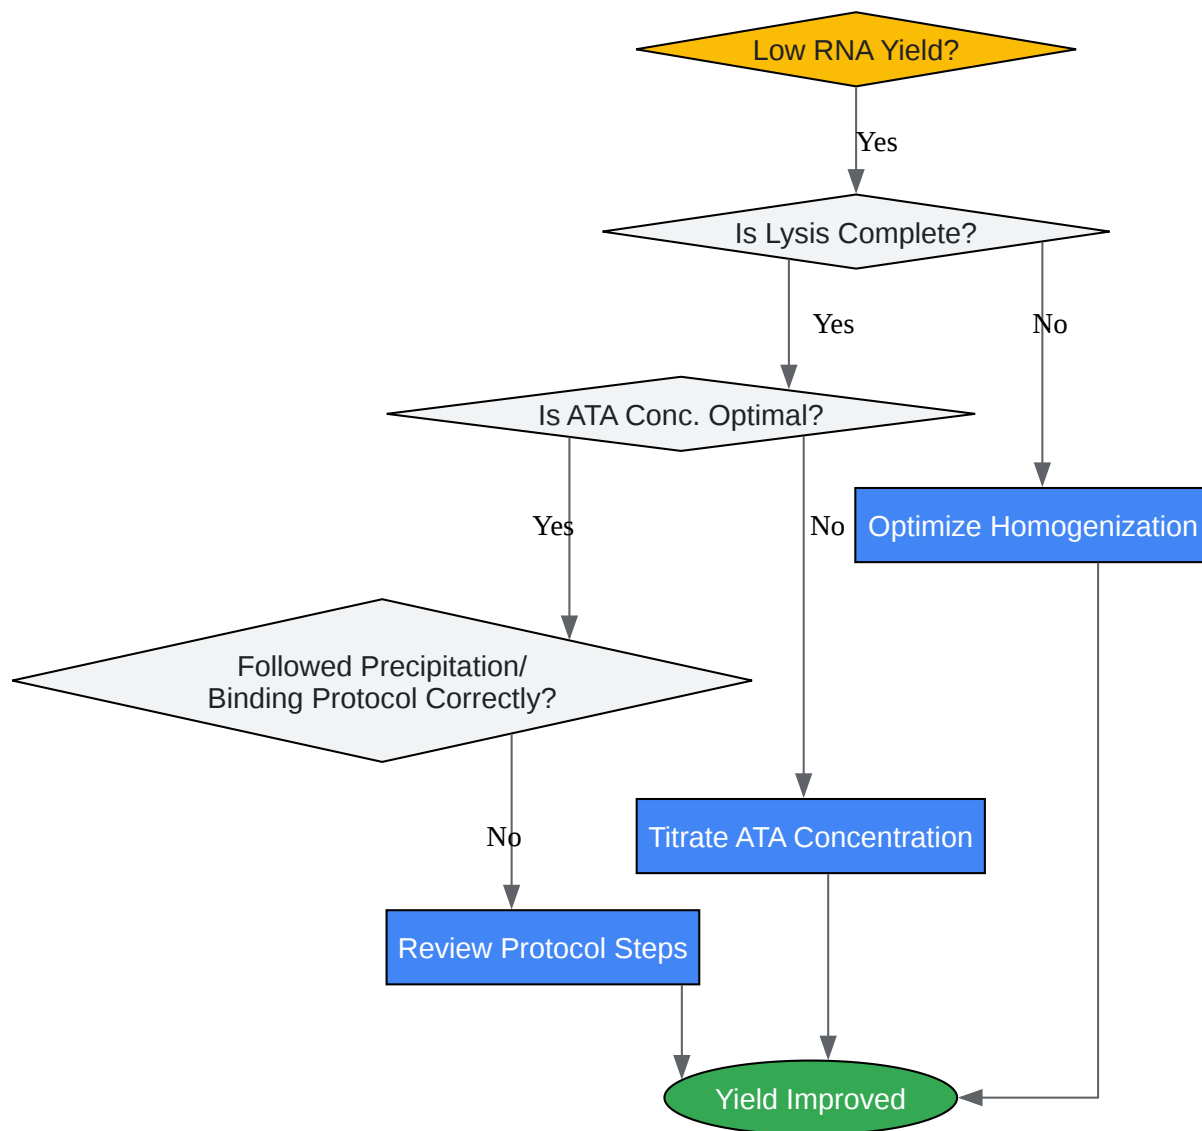 Low RNA Yield?
Yes
Is Lysis Complete?
Yes
No
Is ATA Conc. Optimal?
Yes
No
Optimize Homogenization
Followed Precipitation/
Binding Protocol Correctly?
No
Titrate ATA Concentration
Review Protocol Steps
Yield Improved